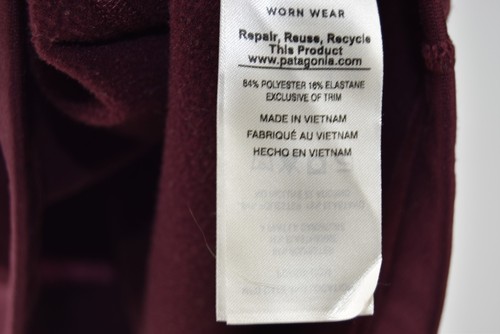 WORN WEAR
Repair, Reuse, Recycle
This Product
www.patagonia.com
84% POLYESTER 16% ELASTANE
EXCLUSIVE OF TRIM
MADE IN VIETNAM
FABRIQUÉ AU VIETNAM
HECHO EN VIETNAM